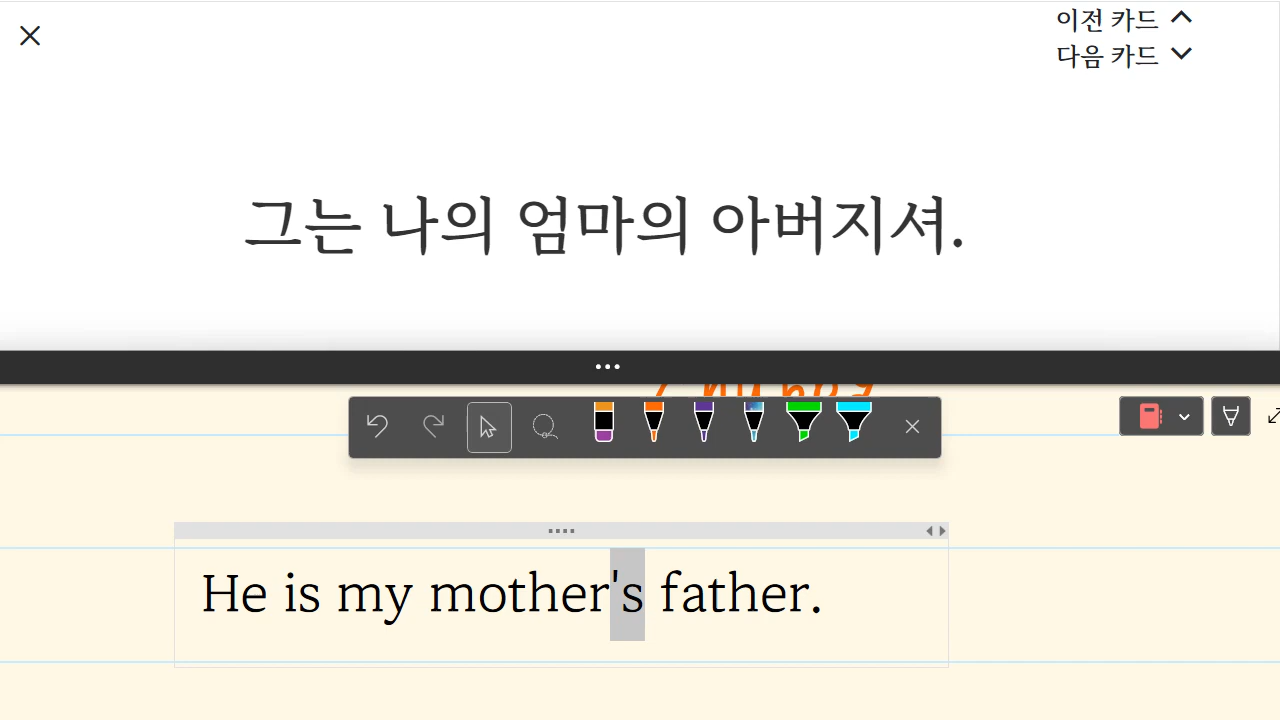 이전 카드
다음 카드
그는 나의 엄마의 아버지셔.
He is my mother's father.